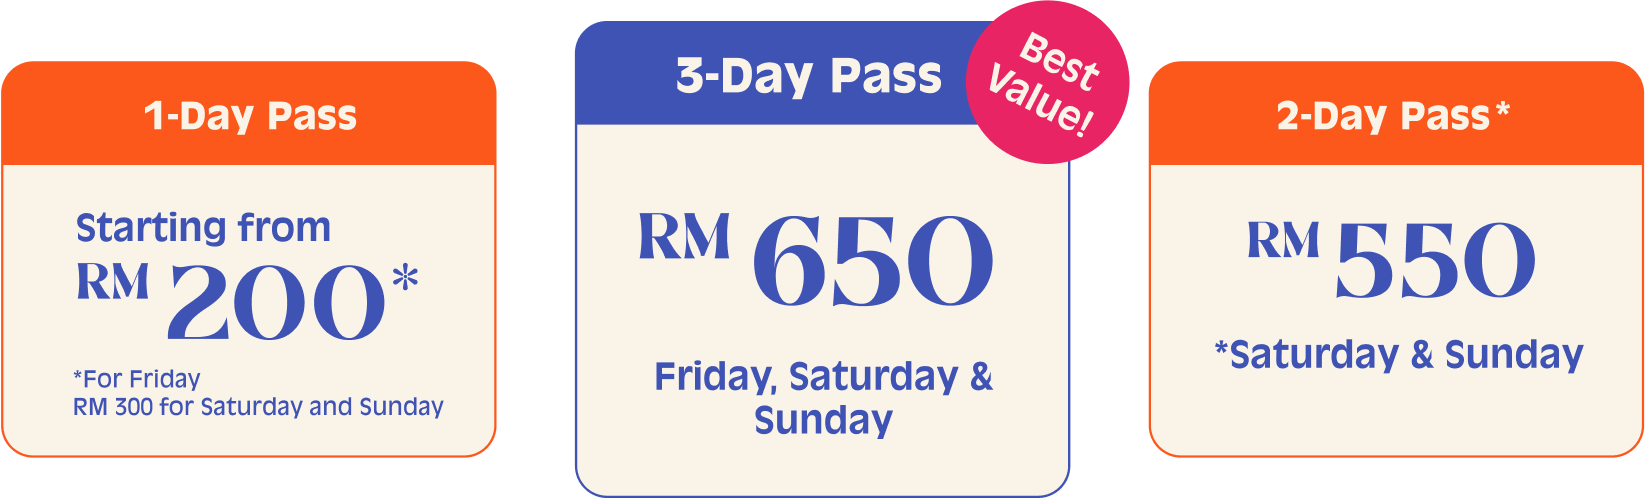 1-Day Pass
Starting from
RM 200*
*For Friday
RM 300 for Saturday and Sunday
3-Day Pass
Best
Value!
RM 650
Friday, Saturday &
Sunday
2-Day Pass*
RM 550
*Saturday & Sunday